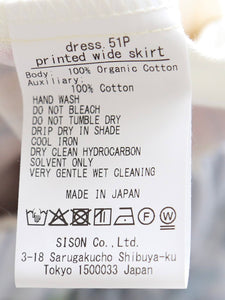 dress.51P
printed wide skirt
Body: 100% Organic Cotton
Auxiliary:
100% Cotton
HAND WASH
DO NOT BLEACH
DO NOT TUMBLE DRY
DRIP DRY IN SHADE
COOL IRON
DRY CLEAN HYDROCARBON
SOLVENT ONLY
VERY GENTLE WET CLEANING
MADE IN JAPAN
F W
SISON Co.,Ltd.
3-18 Sarugakucho Shibuya-ku
Tokyo 1500033 Japan